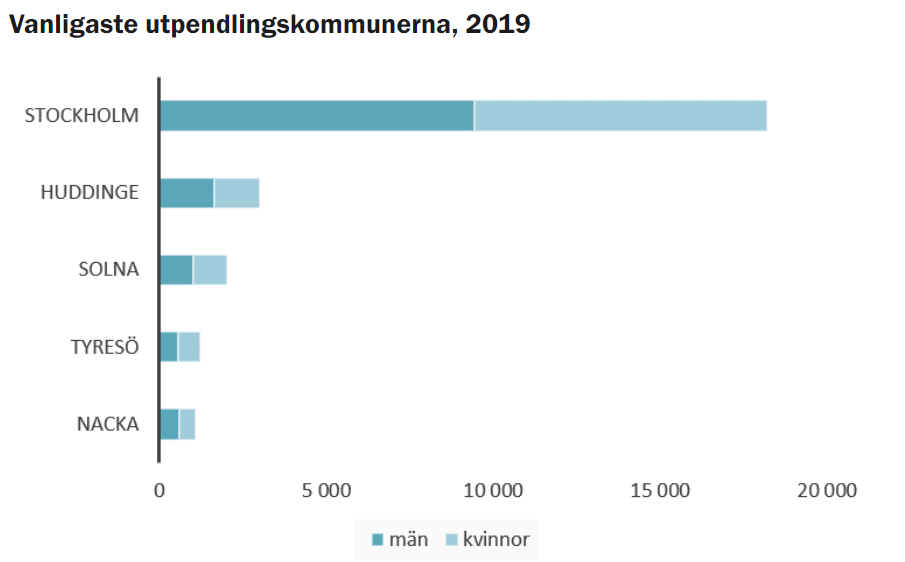 Vanligaste utpendlingskommunerna, 2019
STOCKHOLM
HUDDINGE
SOLNA
TYRESÖ
NACKA
0 5 000 10 000 15 000 20 000
män kvinnor